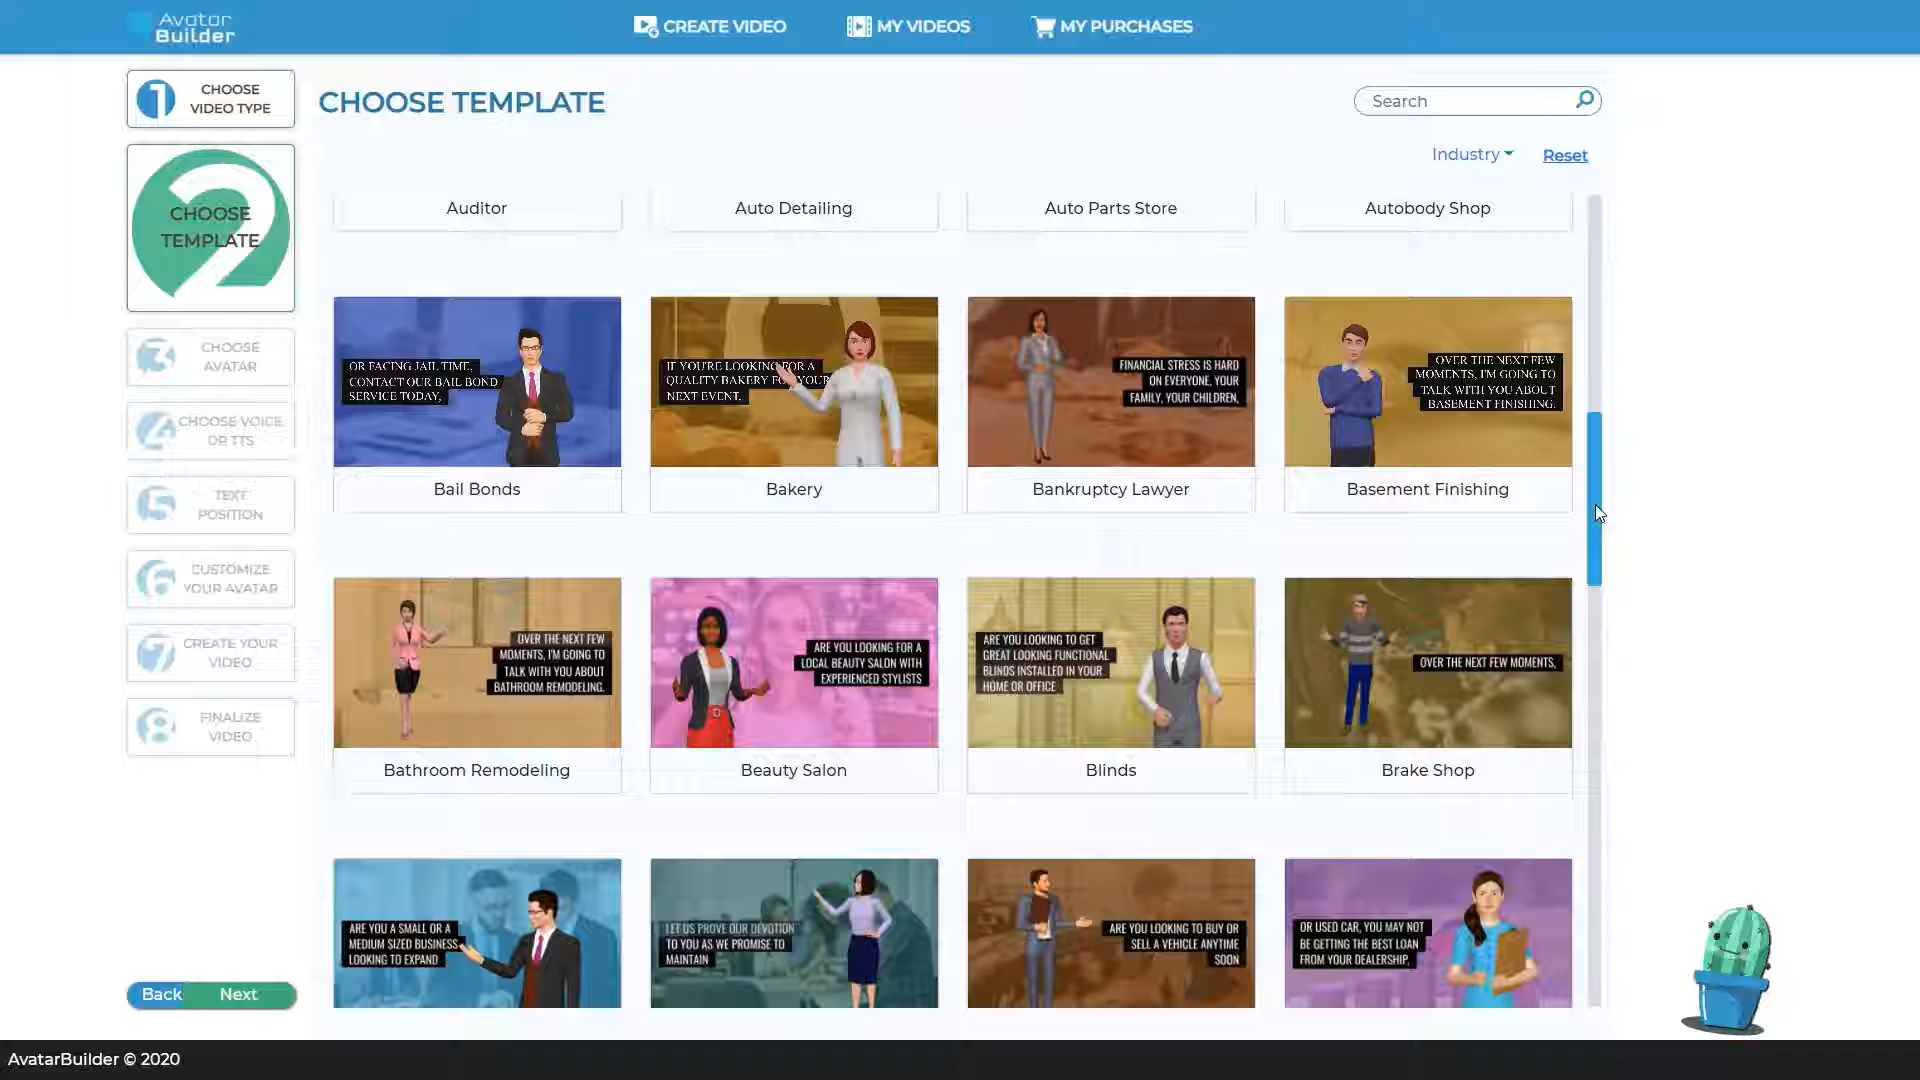 Avatar
Builder
CREATE VIDEO
MY VIDEOS
MY PURCHASES
1
CHOOSE
VIDEO TYPE
CHOOSE TEMPLATE
Search
Industry
Reset
2
CHOOSE
TEMPLATE
3
CHOOSE
AVATAR
4
CHOOSE VOICE
OR TTS
5
TEXT
POSITION
6
CUSTOMIZE
YOUR AVATAR
7
CREATE YOUR
VIDEO
8
FINALIZE
VIDEO
Back
Next
Auditor
Auto Detailing
Auto Parts Store
Autobody Shop
OR FACING JAIL TIME,
CONTACT OUR BAIL BOND
SERVICE TODAY,
IF YOU'RE LOOKING FOR A
QUALITY BAKERY FOR YOUR
NEXT EVENT.
FINANCIAL STRESS IS HARD
ON EVERYONE, YOUR
FAMILY, YOUR CHILDREN,
OVER THE NEXT FEW
MOMENTS, I'M GOING TO
TALK WITH YOU ABOUT
BASEMENT FINISHING.
Bail Bonds
Bakery
Bankruptcy Lawyer
Basement Finishing
OVER THE NEXT FEW
MOMENTS, I'M GOING TO
TALK WITH YOU ABOUT
BATHROOM REMODELING.
ARE YOU LOOKING FOR A
LOCAL BEAUTY SALON WITH
EXPERIENCED STYLISTS
ARE YOU LOOKING TO GET
GREAT LOOKING FUNCTIONAL
BLINDS INSTALLED IN YOUR
HOME OR OFFICE
OVER THE NEXT FEW MOMENTS,
Bathroom Remodeling
Beauty Salon
Blinds
Brake Shop
ARE YOU A SMALL OR A
MEDIUM SIZED BUSINESS
LOOKING TO EXPAND
LET US PROVE OUR DEVOTION
TO YOU AS WE PROMISE TO
MAINTAIN
ARE YOU LOOKING TO BUY OR
SELL A VEHICLE ANYTIME
SOON
OR USED CAR, YOU MAY NOT
BE GETTING THE BEST LOAN
FROM YOUR DEALERSHIP,
AvatarBuilder © 2020